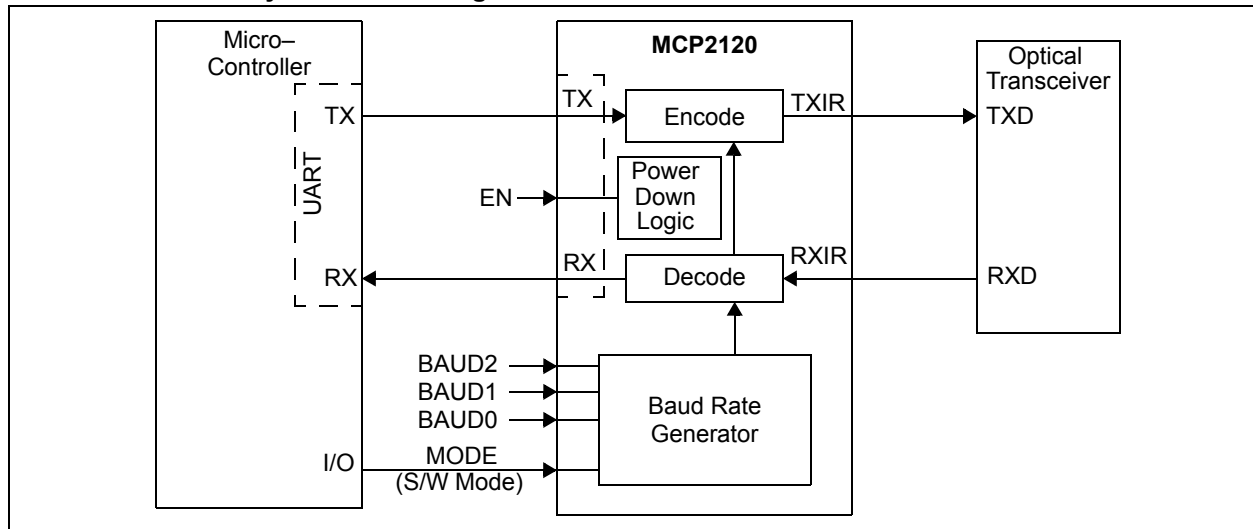 Micro–
Controller
MCP2120
Optical
Transceiver
TX
TX
Encode
TXIR
TXD
UART
EN
Power
Down
Logic
RX
RX
Decode
RXIR
RXD
BAUD2
BAUD1
BAUD0
Baud Rate
Generator
I/O
MODE
(S/W Mode)